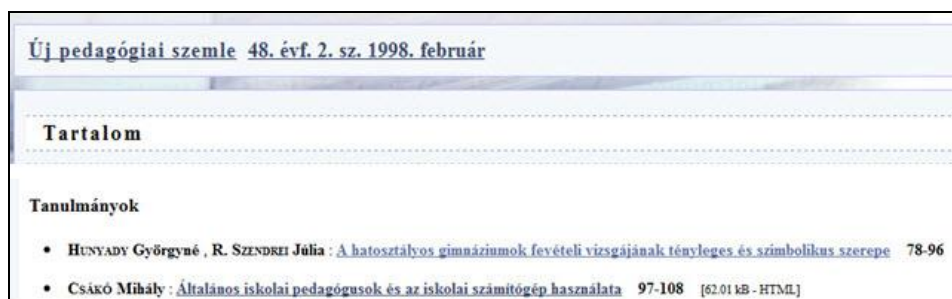 Új pedagógiai szemle 48. évf. 2. sz. 1998. február
Tartalom
Tanulmányok
• HUNYADY Györgyné , R. SZENDREI Júlia : A hatosztályos gimnáziumok fevételi vizsgájának tényleges és szimbolikus szerepe 78-96
• CSÁKÓ Mihály : Általános iskolai pedagógusok és az iskolai számítógép használata 97-108 [62.01 kB - HTML]